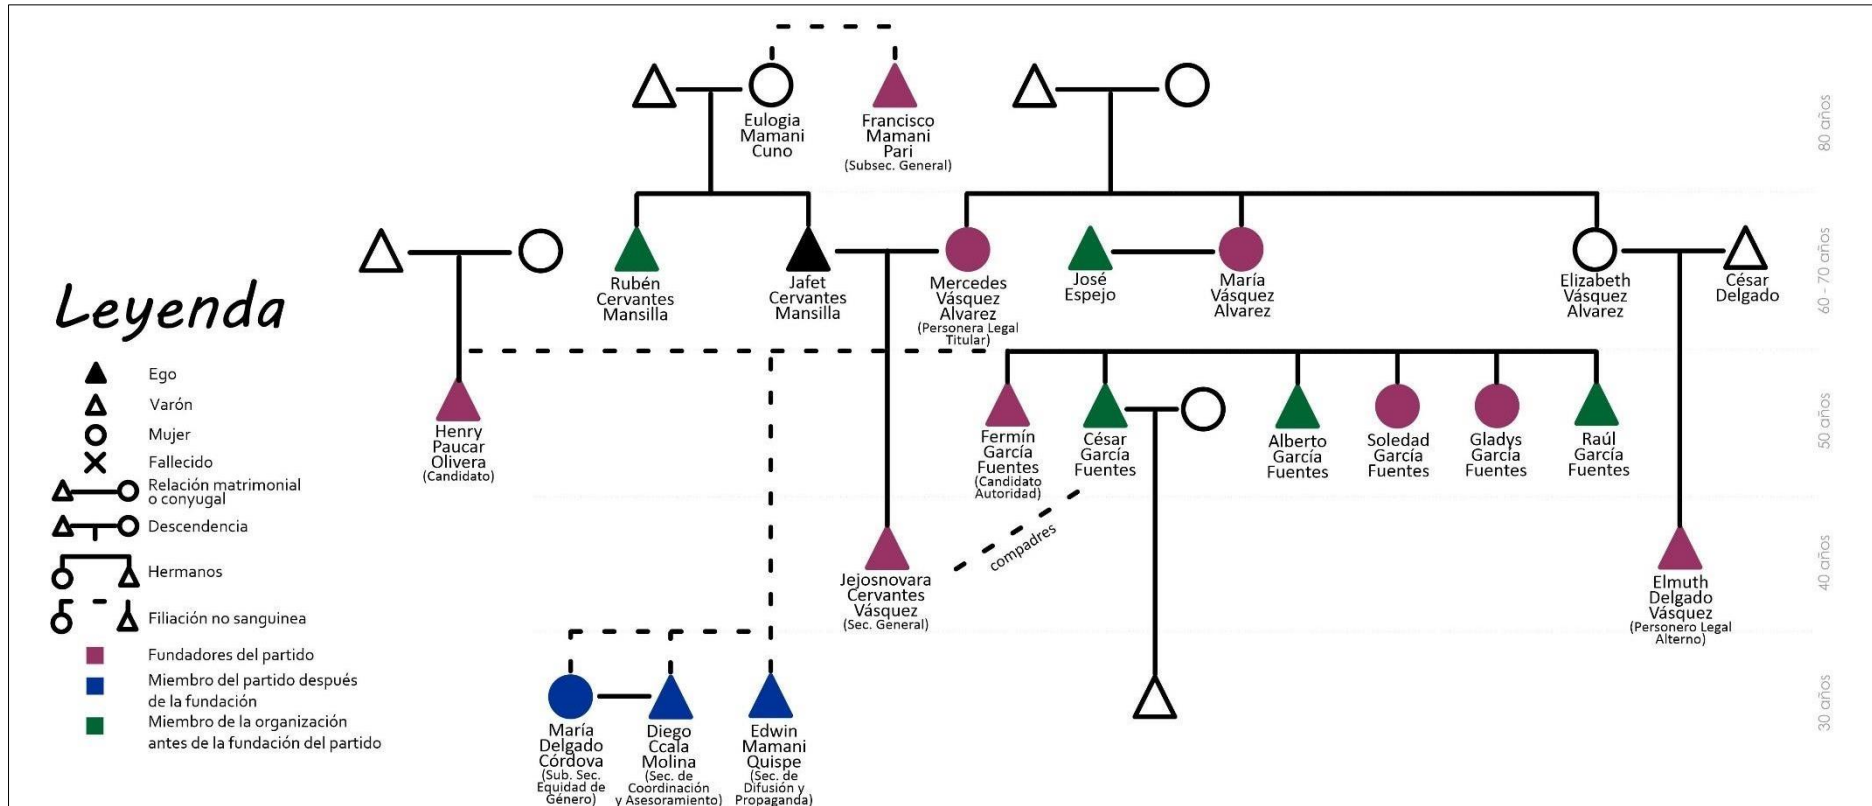 Eulogia
Mamani
Cuno
Francisco
Mamani
Pari
(Subsec. General)
80 años
Rubén
Cervantes
Mansilla
Jafet
Cervantes
Mansilla
Mercedes
Vásquez
Alvarez
(Personera Legal
Titular)
José
Espejo
María
Vásquez
Alvarez
Elizabeth
Vásquez
Alvarez
César
Delgado
60 - 70 años
Leyenda
Ego
Varón
Mujer
Fallecido
Relación matrimonial
o conyugal
Descendencia
Hermanos
Filiación no sanguinea
Fundadores del partido
Miembro del partido después
de la fundación
Miembro de la organización
antes de la fundación del partido
Henry
Paucar
Olivera
(Candidato)
Fermín
García
Fuentes
(Candidato
Autoridad)
César
García
Fuentes
Alberto
García
Fuentes
Soledad
García
Fuentes
Gladys
García
Fuentes
Raúl
García
Fuentes
50 años
compadres
Jejosnovara
Cervantes
Vásquez
(Sec. General)
Elmuth
Delgado
Vásquez
(Personero Legal
Alterno)
40 años
María
Delgado
Córdova
(Sub. Sec.
Equidad de
Género)
Diego
Ccala
Molina
(Sec. de
Coordinación
y Asesoramiento)
Edwin
Mamani
Quispe
(Sec. de
Difusión y
Propaganda)
30 años